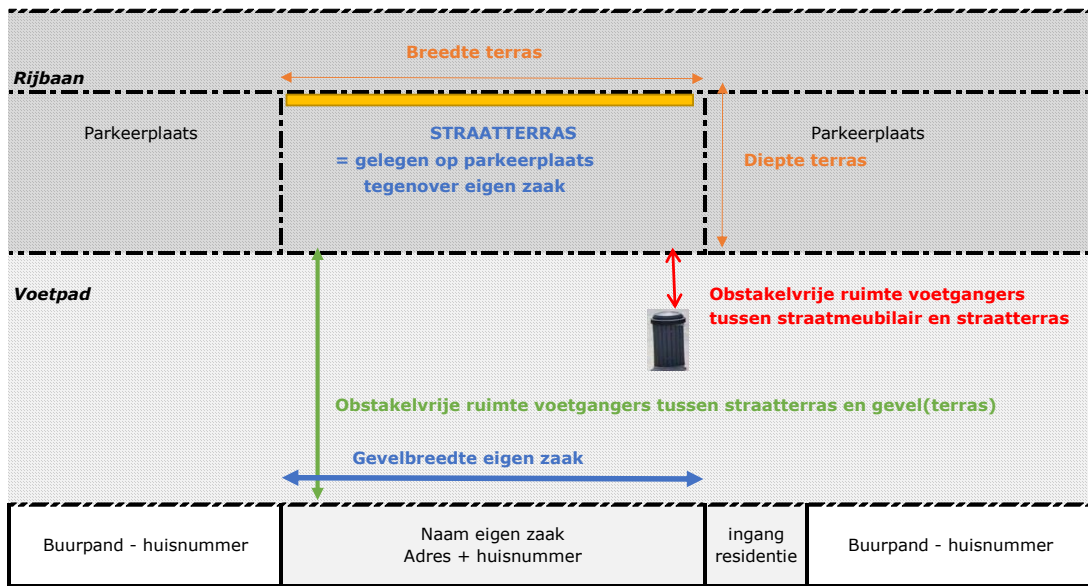 Breedte terras
Rijbaan
Parkeerplaats
STRAATTERRAS
= gelegen op parkeerplaats
tegenover eigen zaak
Parkeerplaats
Diepte terras
Voetpad
Obstakelvrije ruimte voetgangers
tussen straatmeubilair en straatterras
Obstakelvrije ruimte voetgangers tussen straatterras en gevel(terras)
Gevelbreedte eigen zaak
Buurpand - huisnummer
Naam eigen zaak
Adres + huisnummer
ingang
residentie
Buurpand - huisnummer